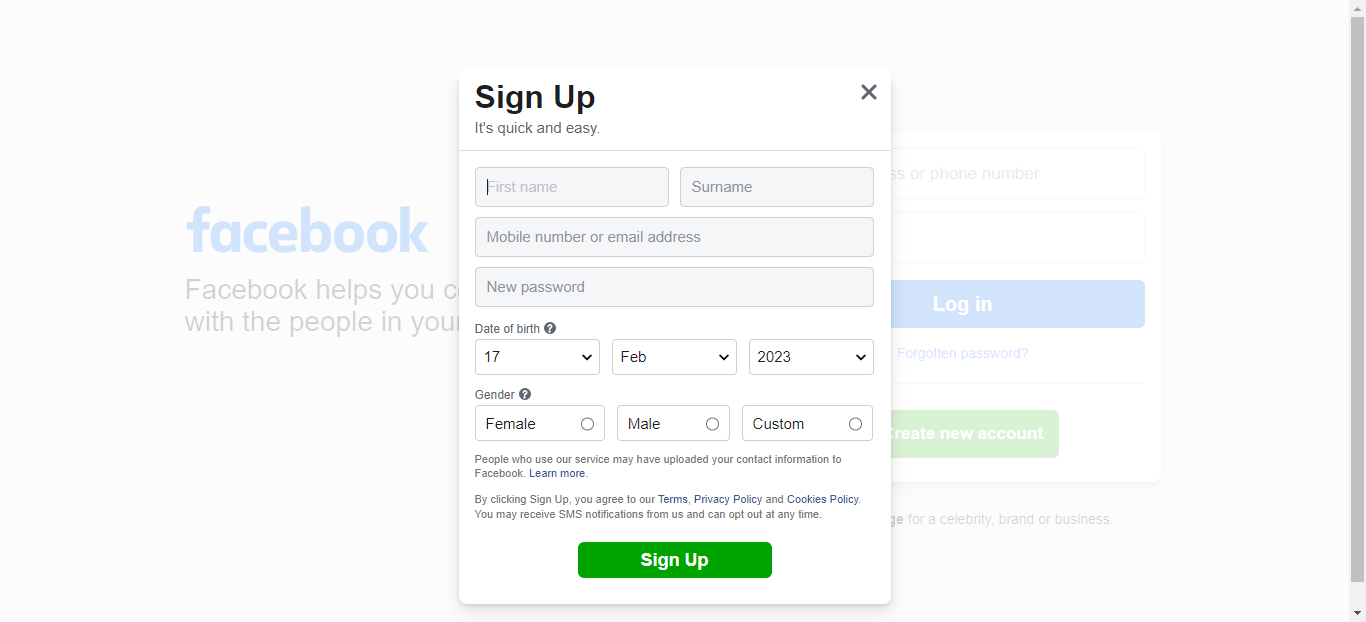 Sign Up
It's quick and easy.
First name
Surname
Mobile number or email address
New password
Date of birth ?
17
Feb
2023
Gender ?
Female
Male
Custom
People who use our service may have uploaded your contact information to
Facebook. Learn more.
By clicking Sign Up, you agree to our Terms, Privacy Policy and Cookies Policy.
You may receive SMS notifications from us and can opt out at any time.
Sign Up
facebook
Facebook helps you
with the people in
or phone number
Log in
Forgotten password?
new account
for a celebrity, brand or business.